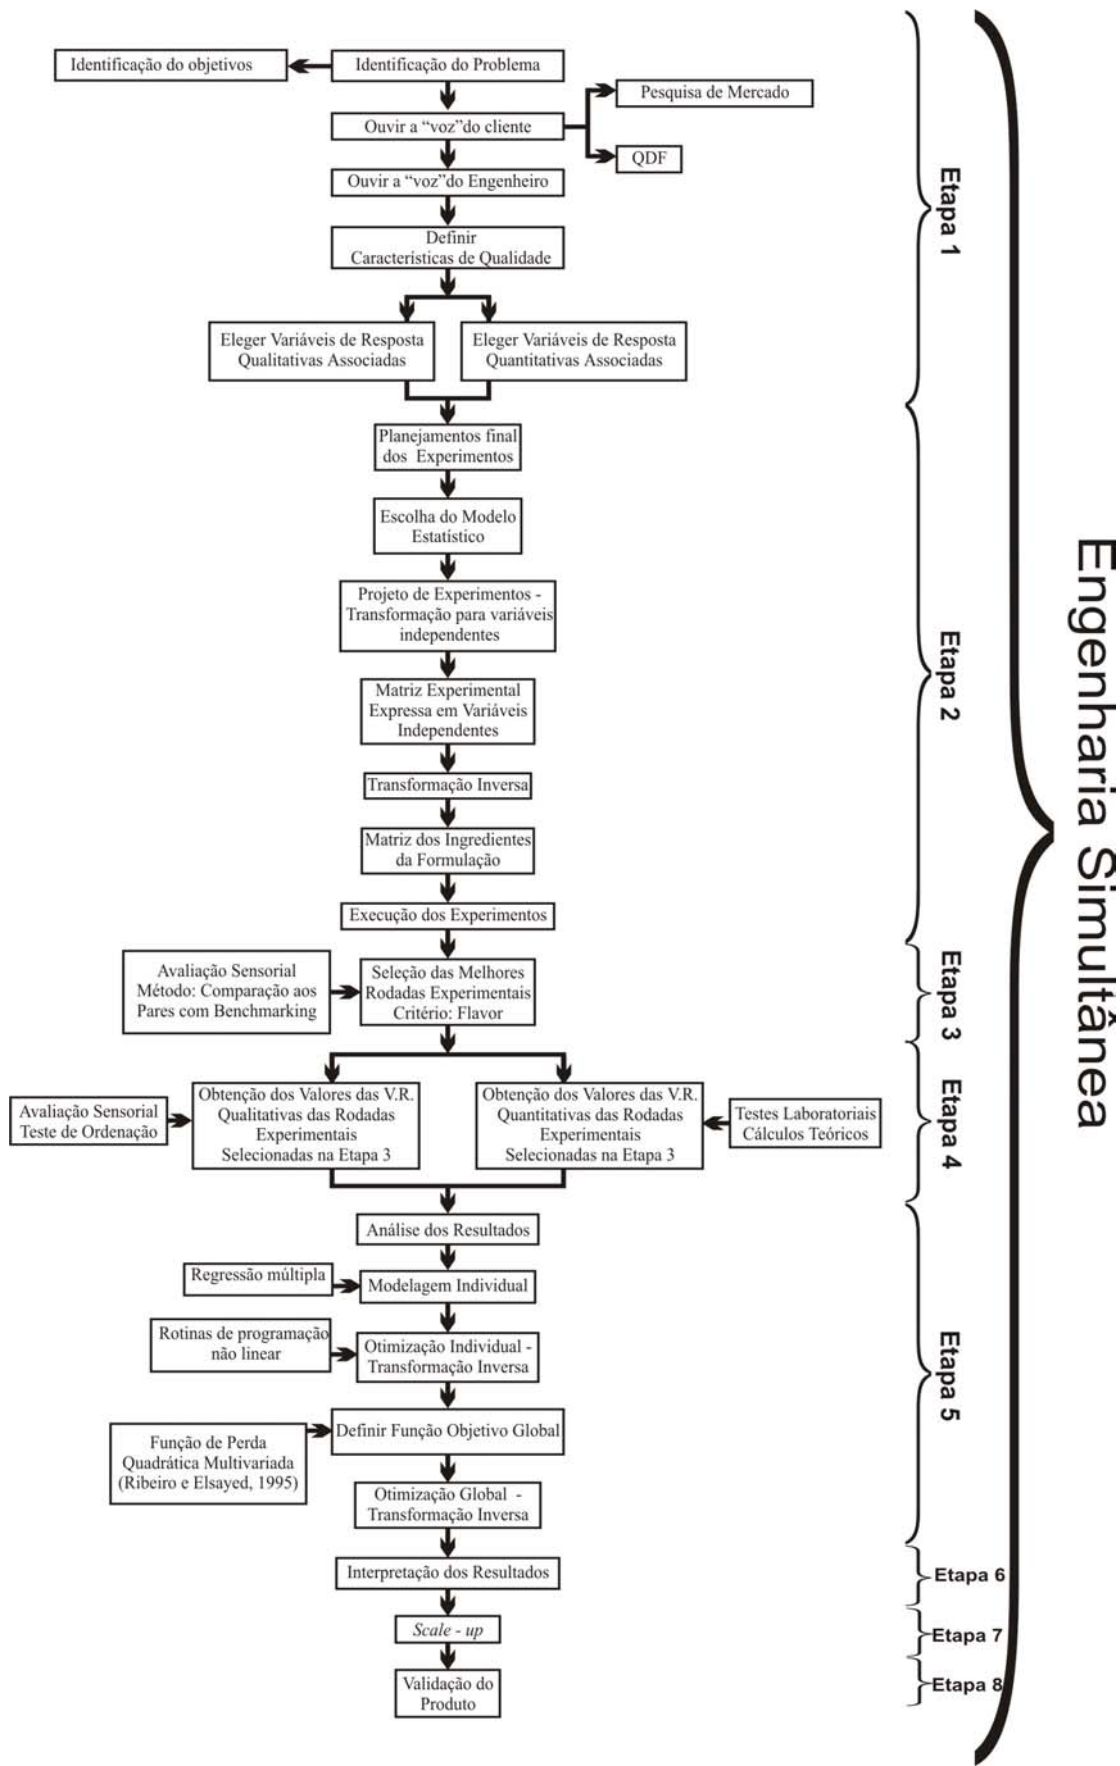 Identificação do objetivos
Identificação do Problema
Pesquisa de Mercado
Ouvir a “voz”do cliente
QDF
Ouvir a “voz”do Engenheiro
Definir
Características de Qualidade
Etapa 1
Eleger Variáveis de Resposta
Qualitativas Associadas
Eleger Variáveis de Resposta
Quantitativas Associadas
Planejamentos final
dos Experimentos
Escolha do Modelo
Estatístico
Projeto de Experimentos -
Transformação para variáveis
independentes
Matriz Experimental
Expressa em Variáveis
Independentes
Etapa 2
Transformação Inversa
Matriz dos Ingredientes
da Formulação
Execução dos Experimentos
Avaliação Sensorial
Método: Comparação aos
Pares com Benchmarking
Seleção das Melhores
Rodadas Experimentais
Critério: Flavor
Etapa 3
Avaliação Sensorial
Teste de Ordenação
Obtenção dos Valores das V.R.
Qualitativas das Rodadas
Experimentais
Selecionadas na Etapa 3
Obtenção dos Valores das V.R.
Quantitativas das Rodadas
Experimentais
Selecionadas na Etapa 3
Testes Laboratoriais
Cálculos Teóricos
Etapa 4
Análise dos Resultados
Regressão múltipla
Modelagem Individual
Rotinas de programação
não linear
Otimização Individual -
Transformação Inversa
Etapa 5
Definir Função Objetivo Global
Função de Perda
Quadrática Multivariada
(Ribeiro e Elsayed, 1995)
Otimização Global -
Transformação Inversa
Interpretação dos Resultados
Etapa 6
Scale - up
Etapa 7
Validação do
Produto
Etapa 8
Engenharia Simultânea